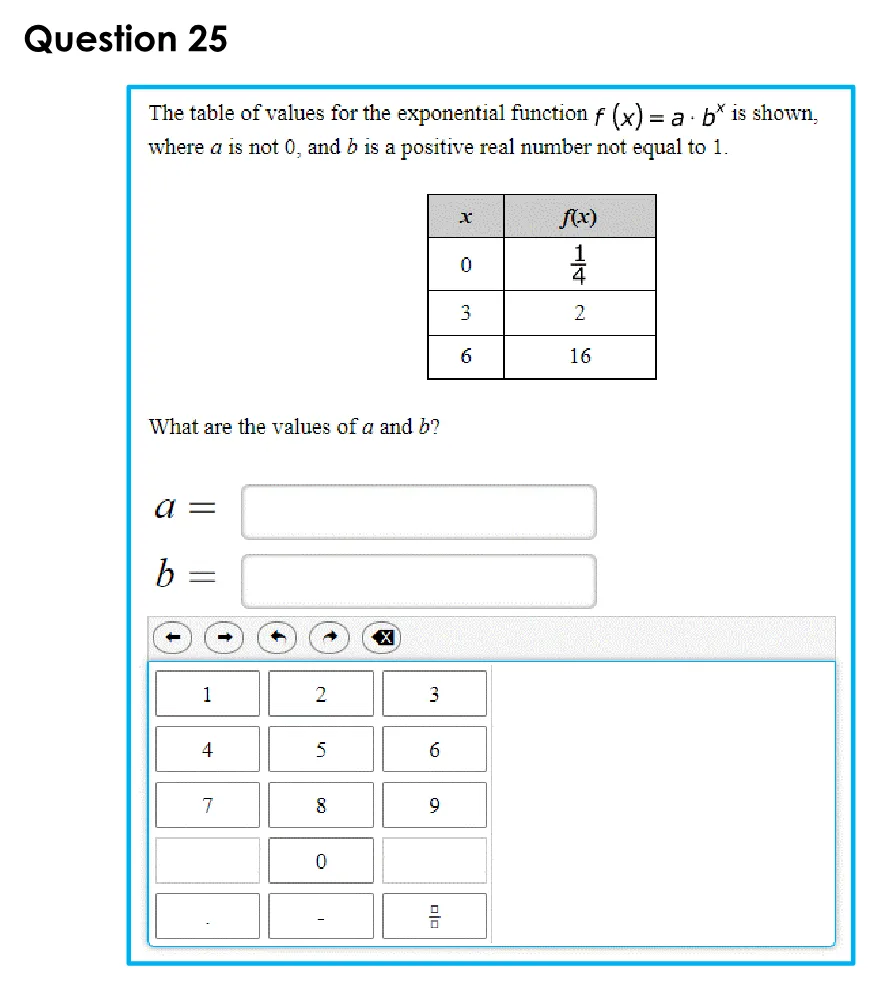 Question 25
The table of values for the exponential function f (x) = a · bˣ is shown,
where a is not 0, and b is a positive real number not equal to 1.
x f(x)
0 1/4
3 2
6 16
What are the values of a and b?
a =
b =
1 2 3
4 5 6
7 8 9
0
. - □/□